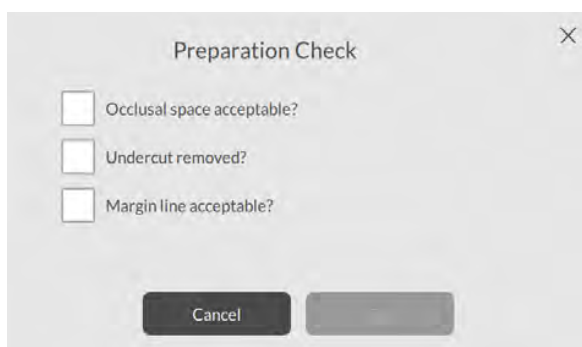 Preparation Check
Occlusal space acceptable?
Undercut removed?
Margin line acceptable?
Cancel